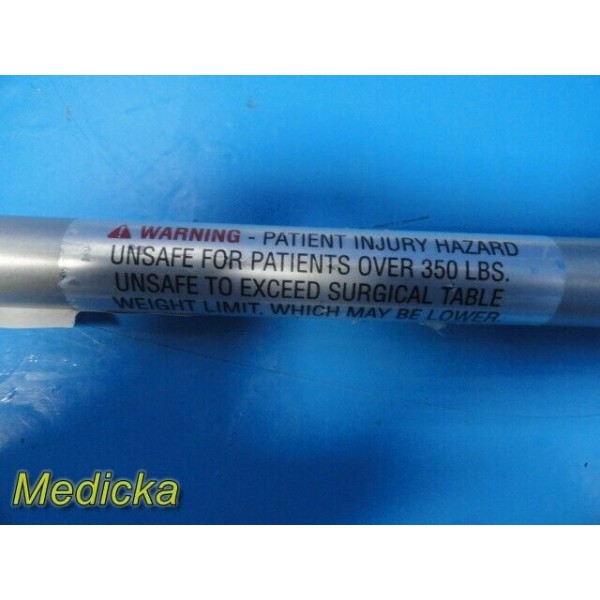 WARNING - PATIENT INJURY HAZARD
UNSAFE FOR PATIENTS OVER 350 LBS.
UNSAFE TO EXCEED SURGICAL TABLE
WEIGHT LIMIT, WHICH MAY BE LOWER.
Medicka